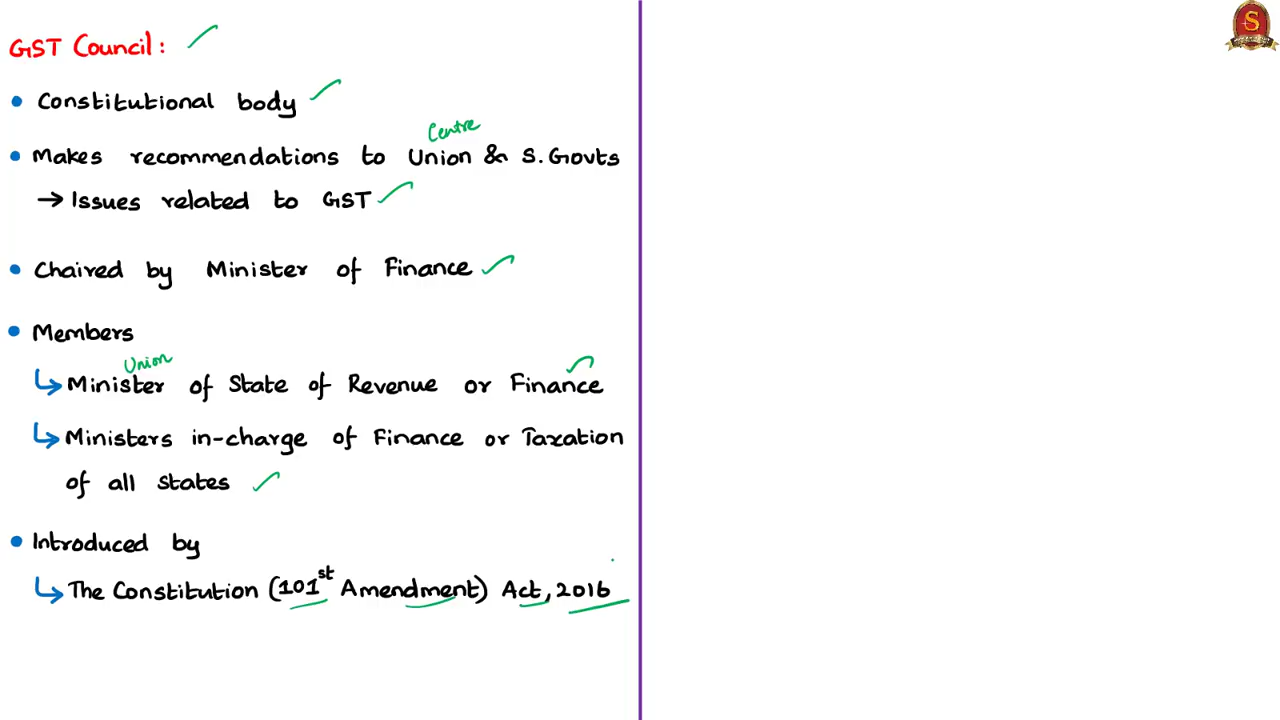 GST Council:
• Constitutional body
Centre
• Makes recommendations to Union & S. Govts
→ Issues related to GST
• Chaired by Minister of Finance
• Members
Union
↳ Minister of State of Revenue or Finance
↳ Ministers in-charge of Finance or Taxation
of all states
• Introduced by
↳ The Constitution (101st Amendment) Act, 2016
S